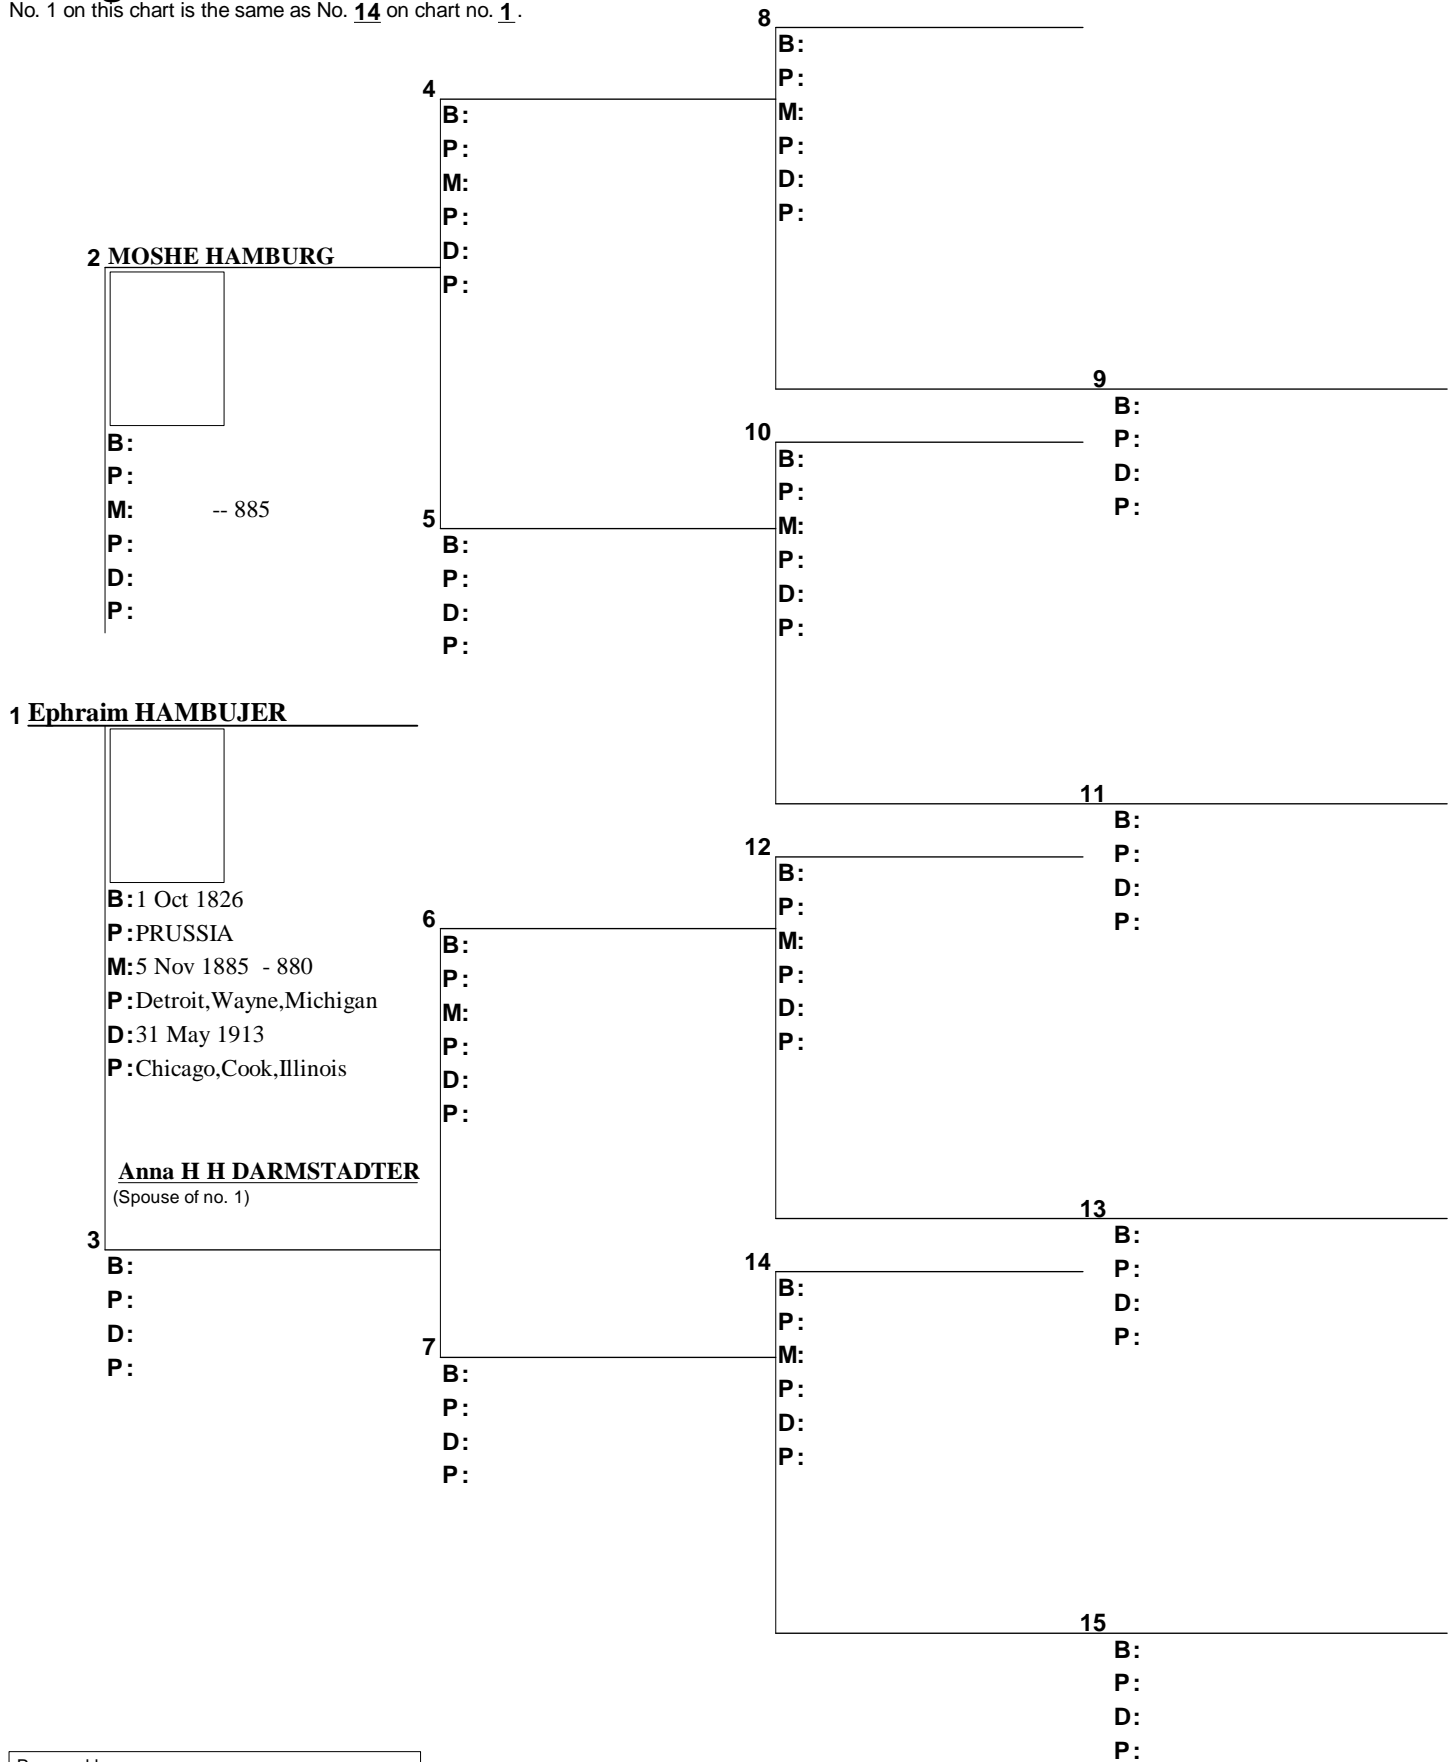 No. 1 on this chart is the same as No. 14 on chart no. 1 .
8
B:
P:
M:
P:
D:
P:
4
B:
P:
M:
P:
D:
P:
2 MOSHE HAMBURG
B:
P:
M: -- 885
P:
D:
P:
9
B:
P:
D:
P:
10
B:
P:
M:
P:
D:
P:
5
B:
P:
D:
P:
1 Ephraim HAMBUJER
B:1 Oct 1826
P:PRUSSIA
M:5 Nov 1885 - 880
P:Detroit,Wayne,Michigan
D:31 May 1913
P:Chicago,Cook,Illinois
11
B:
P:
D:
P:
12
B:
P:
M:
P:
D:
P:
6
B:
P:
M:
P:
D:
P:
Anna H H DARMSTADTER
(Spouse of no. 1)
3
B:
P:
D:
P:
13
B:
P:
D:
P:
14
B:
P:
M:
P:
D:
P:
7
B:
P:
D:
P:
15
B:
P:
D:
P: